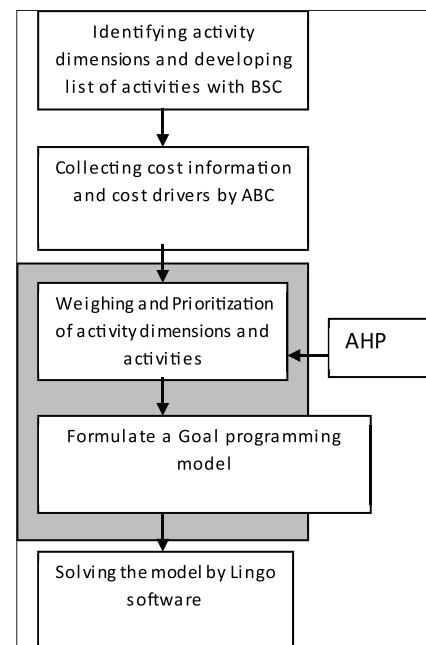 Identifying activity
dimensions and developing
list of activities with BSC
Collecting cost information
and cost drivers by ABC
Weighing and Prioritization
of activity dimensions and
activities
AHP
Formulate a Goal programming
model
Solving the model by Lingo
software